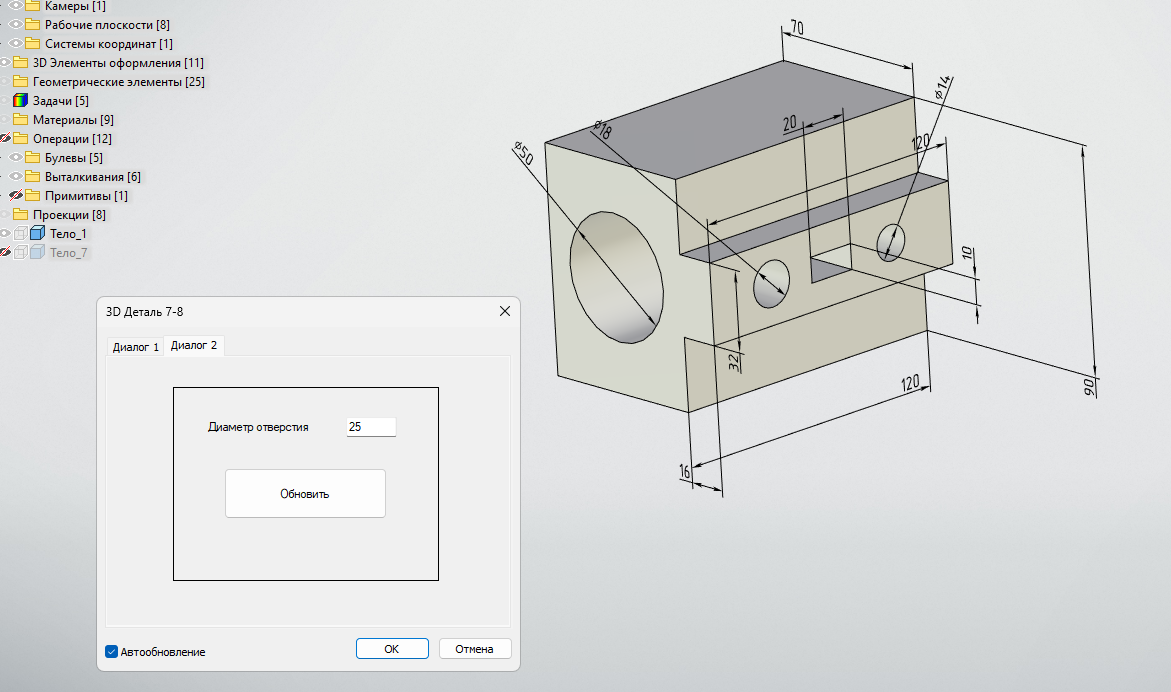 Камеры [1]
Рабочие плоскости [8]
Системы координат [1]
3D Элементы оформления [11]
Геометрические элементы [25]
Задачи [5]
Материалы [9]
Операции [12]
Булевы [5]
Выталкивания [6]
Примитивы [1]
Проекции [8]
Тело_1
Тело_7
3D Деталь 7-8
Диалог 1
Диалог 2
Диаметр отверстия
25
Обновить
Автообновление
ОК
Отмена
70
⌀14
20
⌀18
120
⌀50
10
32
90
120
16